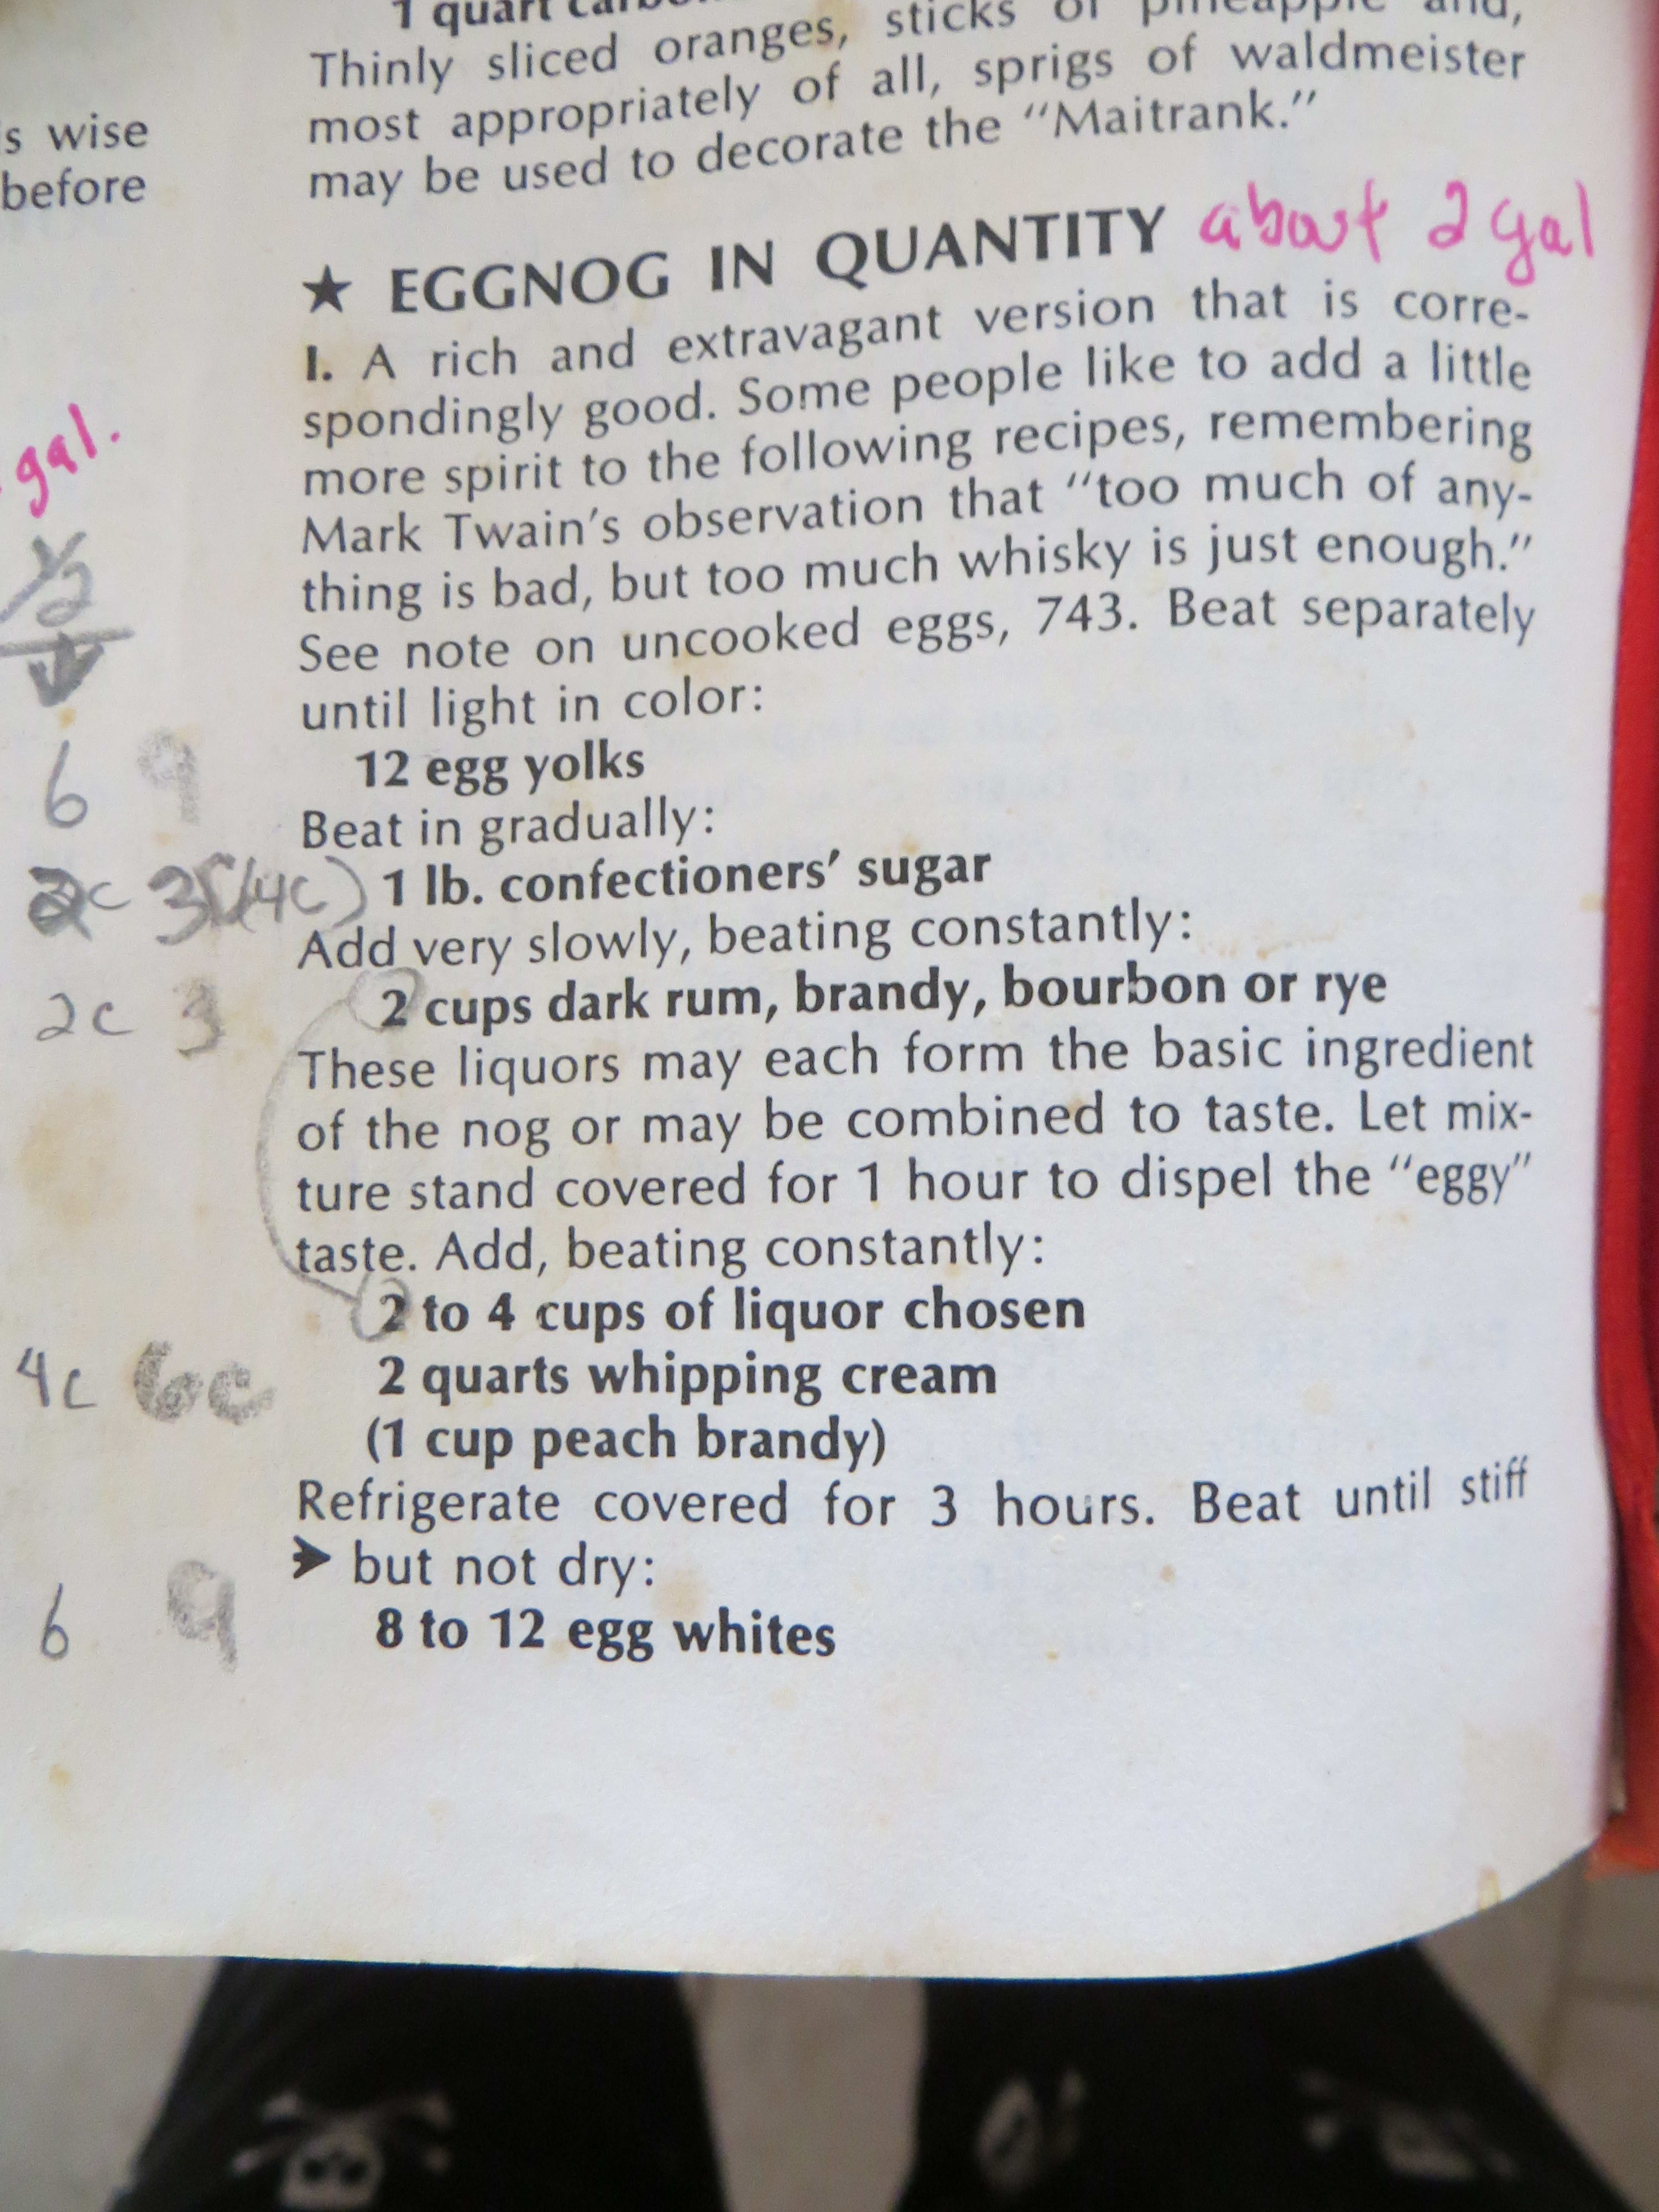 1 quart
Thinly sliced oranges, sticks of pineapple and,
most appropriately of all, sprigs of waldmeister
may be used to decorate the "Maitrank."
s wise
before
★ EGGNOG IN QUANTITY about 2 gal
I. A rich and extravagant version that is corre-
spondingly good. Some people like to add a little
more spirit to the following recipes, remembering
gal.
Mark Twain's observation that "too much of any-
thing is bad, but too much whisky is just enough."
1/2
See note on uncooked eggs, 743. Beat separately
until light in color:
6 9 12 egg yolks
Beat in gradually:
2c 3 (4c) 1 lb. confectioners' sugar
Add very slowly, beating constantly:
2c 3 2 cups dark rum, brandy, bourbon or rye
These liquors may each form the basic ingredient
of the nog or may be combined to taste. Let mix-
ture stand covered for 1 hour to dispel the "eggy"
taste. Add, beating constantly:
2 to 4 cups of liquor chosen
4c 6c 2 quarts whipping cream
(1 cup peach brandy)
Refrigerate covered for 3 hours. Beat until stiff
➤ but not dry:
6 9 8 to 12 egg whites